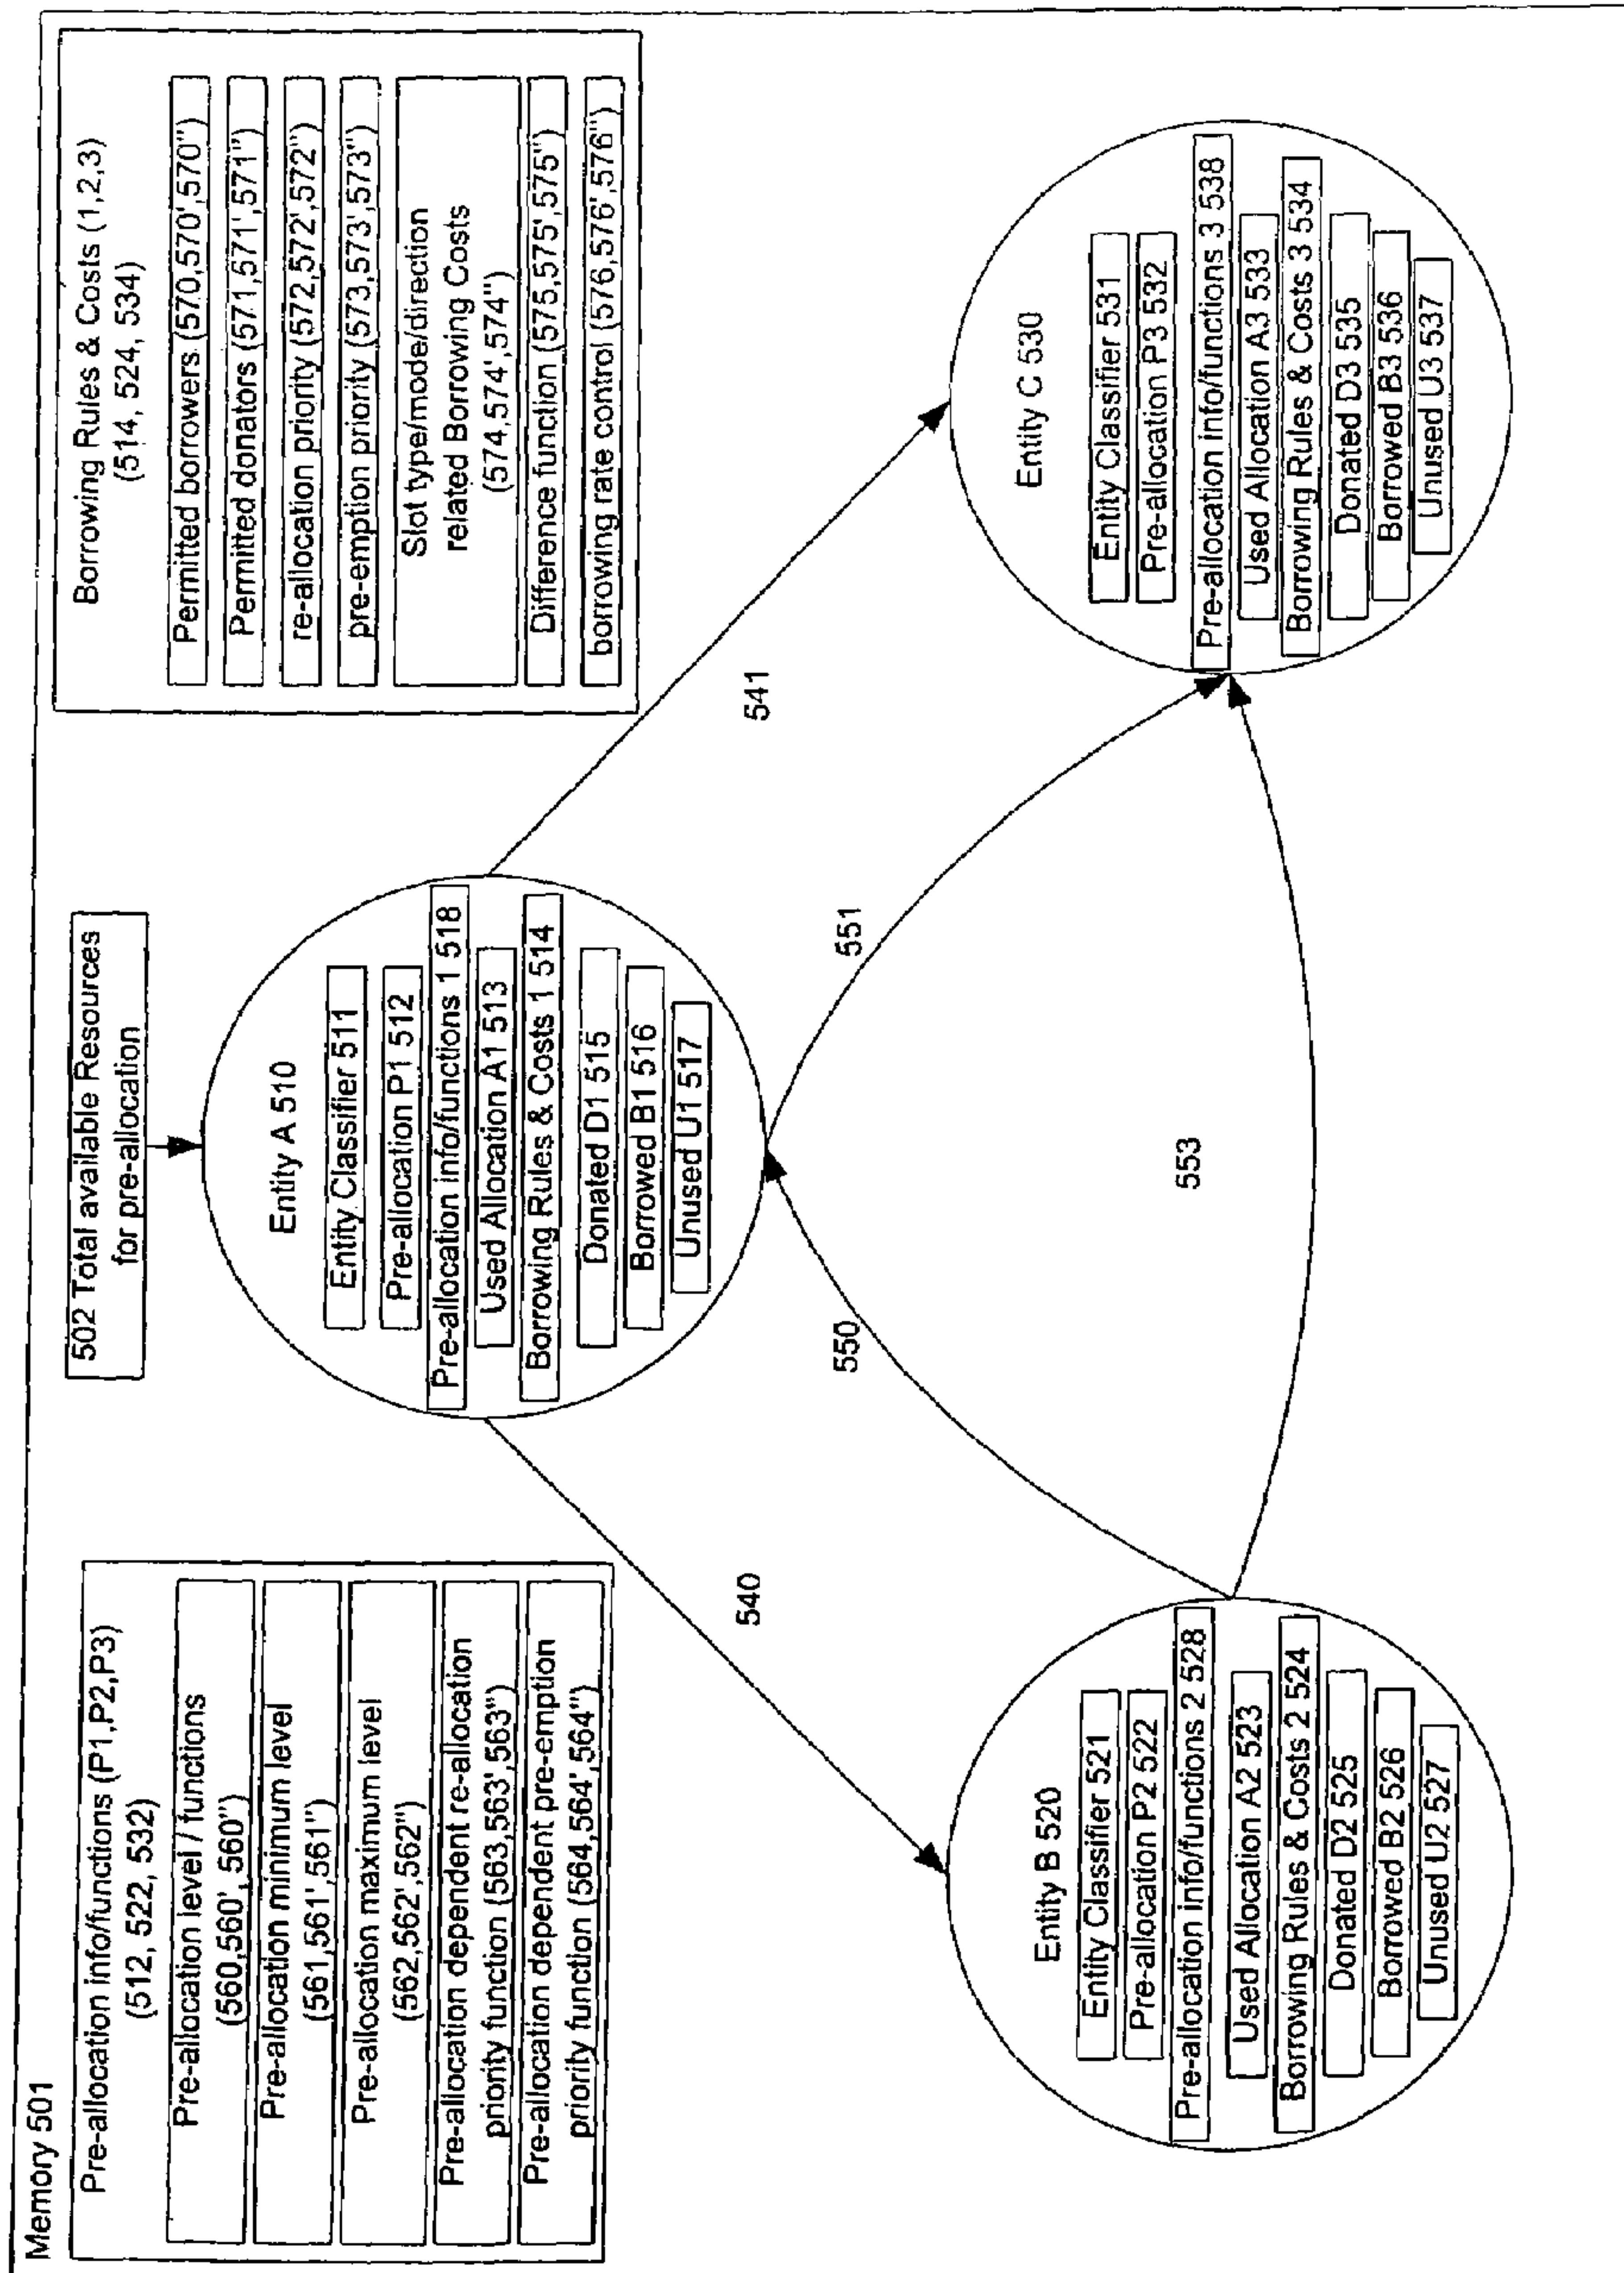 Memory 501
Pre-allocation info/functions (P1,P2,P3)
(512, 522, 532)
Pre-allocation level / functions
(560,560',560")
Pre-allocation minimum level
(561,561',561")
Pre-allocation maximum level
(562,562',562")
Pre-allocation dependent re-allocation
priority function (563,563',563")
Pre-allocation dependent pre-emption
priority function (564,564',564")
502 Total available Resources
for pre-allocation
Borrowing Rules & Costs (1,2,3)
(514, 524, 534)
Permitted borrowers (570,570',570")
Permitted donators (571,571',571")
re-allocation priority (572,572',572")
pre-emption priority (573,573',573")
Slot type/mode/direction
related Borrowing Costs
(574,574',574")
Difference function (575,575',575")
borrowing rate control (576,576',576")
Entity A 510
Entity Classifier 511
Pre-allocation P1 512
Pre-allocation info/functions 1 518
Used Allocation A1 513
Borrowing Rules & Costs 1 514
Donated D1 515
Borrowed B1 516
Unused U1 517
540
541
550
551
553
Entity B 520
Entity Classifier 521
Pre-allocation P2 522
Pre-allocation info/functions 2 528
Used Allocation A2 523
Borrowing Rules & Costs 2 524
Donated D2 525
Borrowed B2 526
Unused U2 527
Entity C 530
Entity Classifier 531
Pre-allocation P3 532
Pre-allocation info/functions 3 538
Used Allocation A3 533
Borrowing Rules & Costs 3 534
Donated D3 535
Borrowed B3 536
Unused U3 537